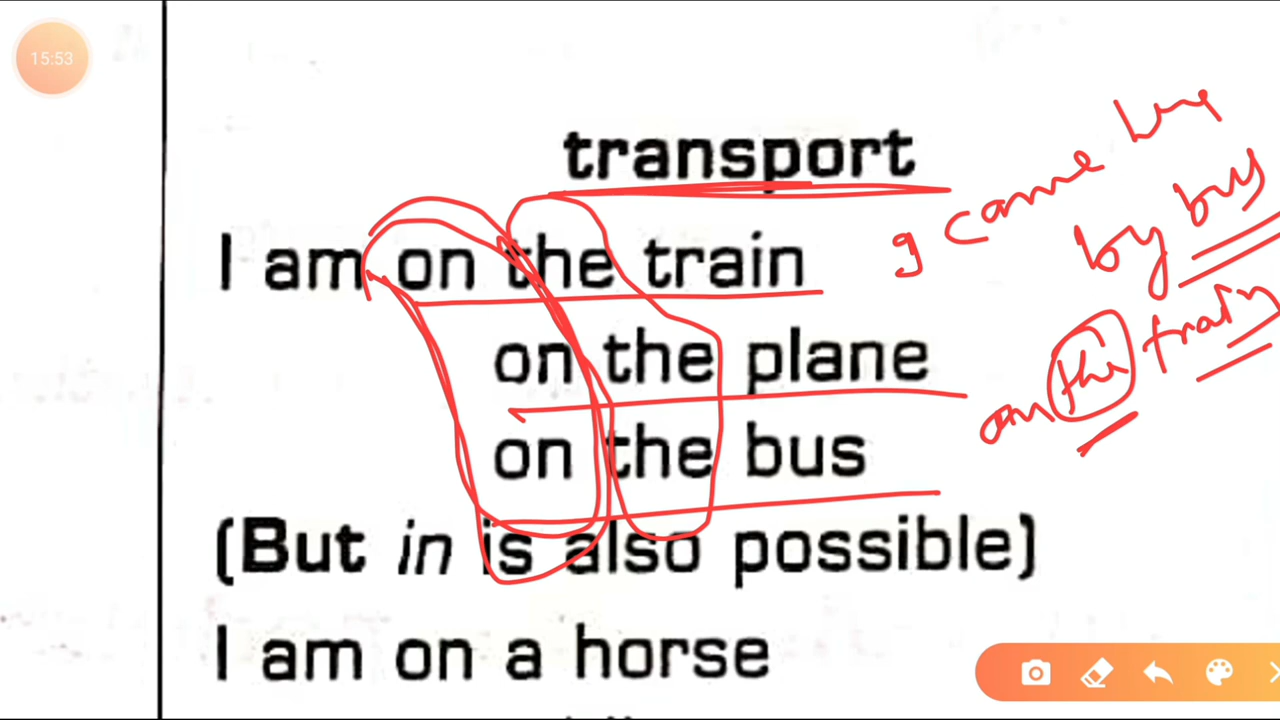 15:53
transport
I am on the train
on the plane
on the bus
(But in is also possible)
I am on a horse
I came
by bus
on the train